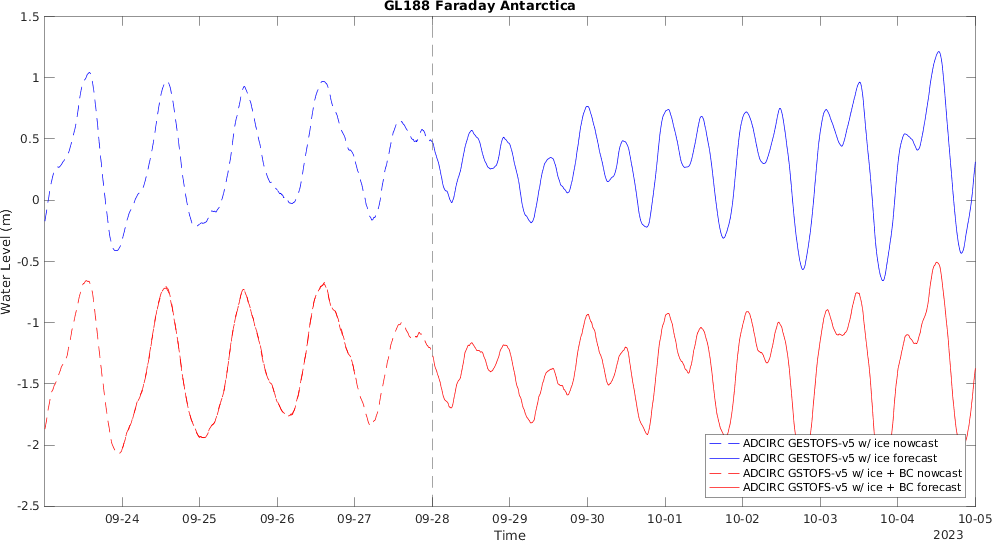 GL188 Faraday Antarctica
1.5
1
0.5
0
-0.5
-1
-1.5
-2
-2.5
Water Level (m)
ADCIRC GESTOFS-v5 w/ ice nowcast
ADCIRC GESTOFS-v5 w/ ice forecast
ADCIRC GSTOFS-v5 w/ ice + BC nowcast
ADCIRC GSTOFS-v5 w/ ice + BC forecast
09-24 09-25 09-26 09-27 09-28 09-29 09-30 10-01 10-02 10-03 10-04 10-05
Time
2023